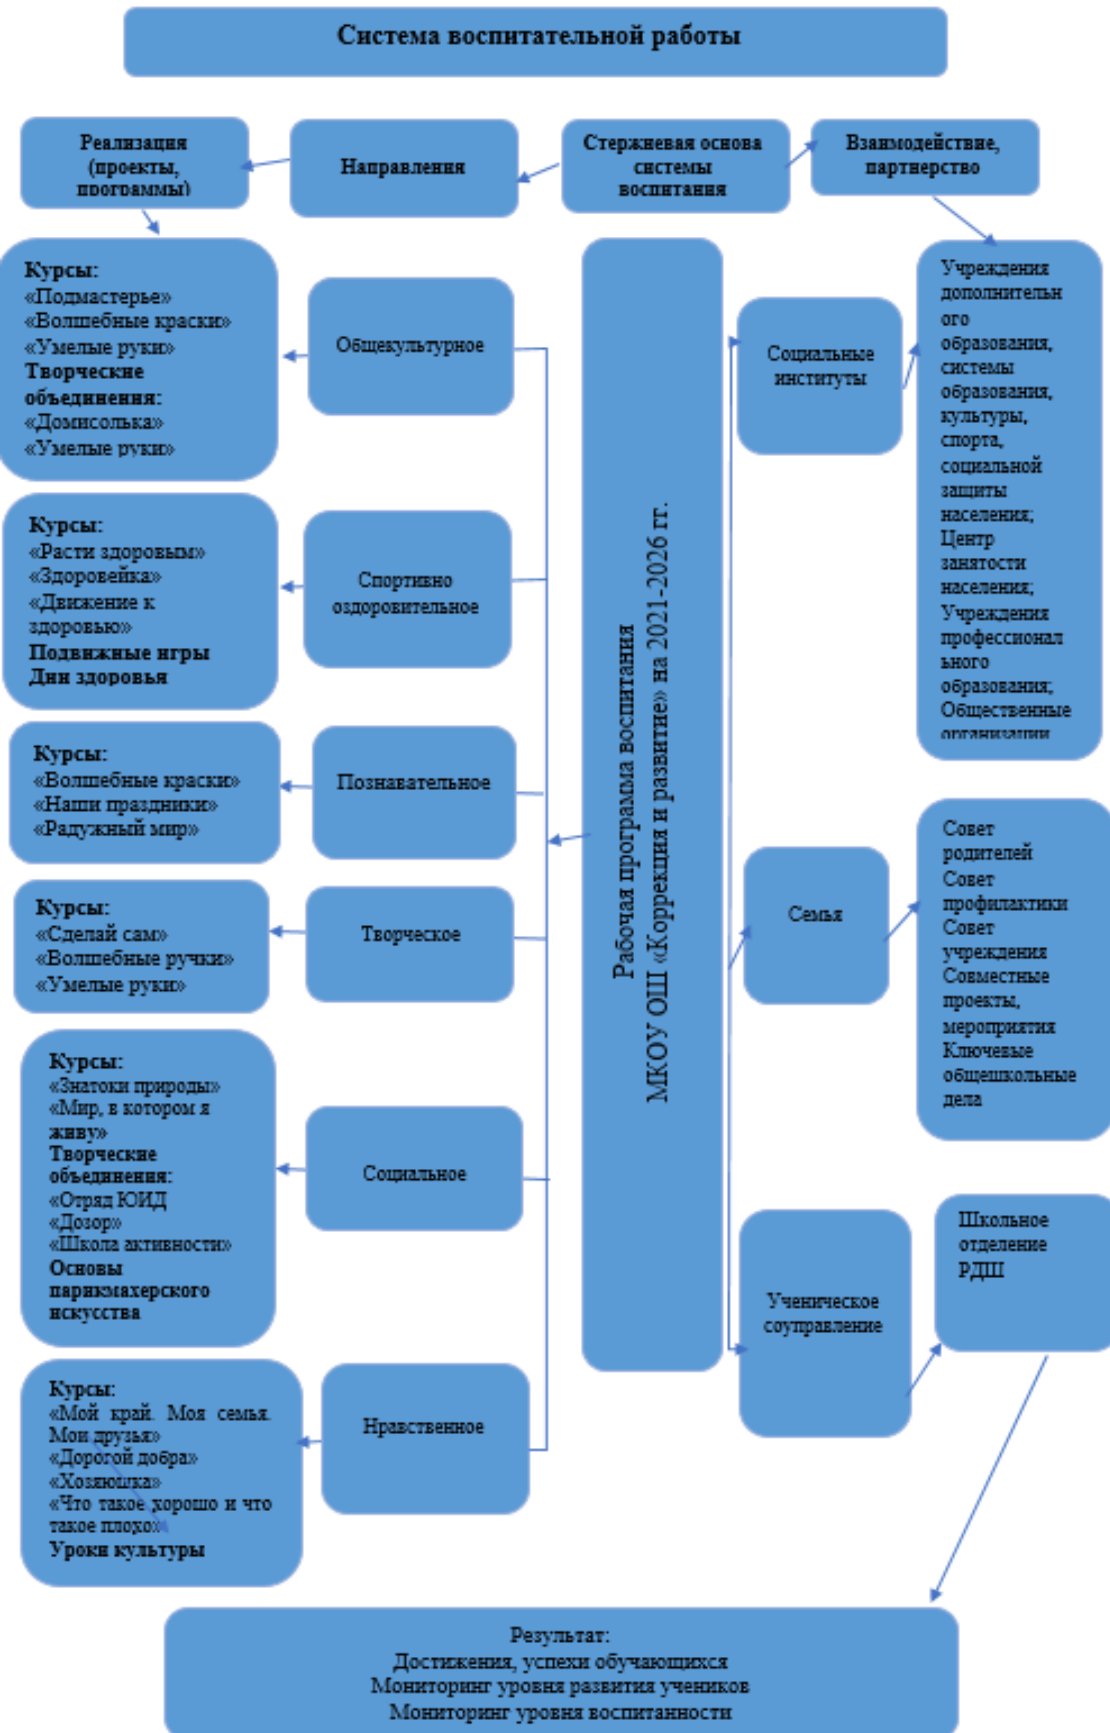 Система воспитательной работы
Реализация
(проекты,
программы)
Направления
Стержневая основа
системы
воспитания
Взаимодействие,
партнерство
Курсы:
«Подмастерье»
«Волшебные краски»
«Умелые руки»
Творческие
объединения:
«Домисолька»
«Умелые руки»
Общекультурное
Курсы:
«Расти здоровым»
«Здоровейка»
«Движение к
здоровью»
Подвижные игры
Дни здоровья
Спортивно
оздоровительное
Курсы:
«Волшебные краски»
«Наши праздники»
«Радужный мир»
Познавательное
Курсы:
«Сделай сам»
«Волшебные ручки»
«Умелые руки»
Творческое
Курсы:
«Знатоки природы»
«Мир, в котором я
живу»
Творческие
объединения:
«Отряд ЮИД
«Дозор»
«Школа активности»
Основы
парикмахерского
искусства
Социальное
Курсы:
«Мой край. Моя семья.
Мои друзья»
«Дорогой добра»
«Хозяюшка»
«Что такое хорошо и что
такое плохо»
Уроки культуры
Нравственное
Рабочая программа воспитания
МКОУ ОШ «Коррекция и развитие» на 2021-2026 гг.
Социальные
институты
Учреждения
дополнительн
ого
образования,
системы
образования,
культуры,
спорта,
социальной
защиты
населения;
Центр
занятости
населения;
Учреждения
профессионал
ьного
образования;
Общественные
организации
Семья
Совет
родителей
Совет
профилактики
Совет
учреждения
Совместные
проекты,
мероприятия
Ключевые
общешкольные
дела
Ученическое
соуправление
Школьное
отделение
РДШ
Результат:
Достижения, успехи обучающихся
Мониторинг уровня развития учеников
Мониторинг уровня воспитанности